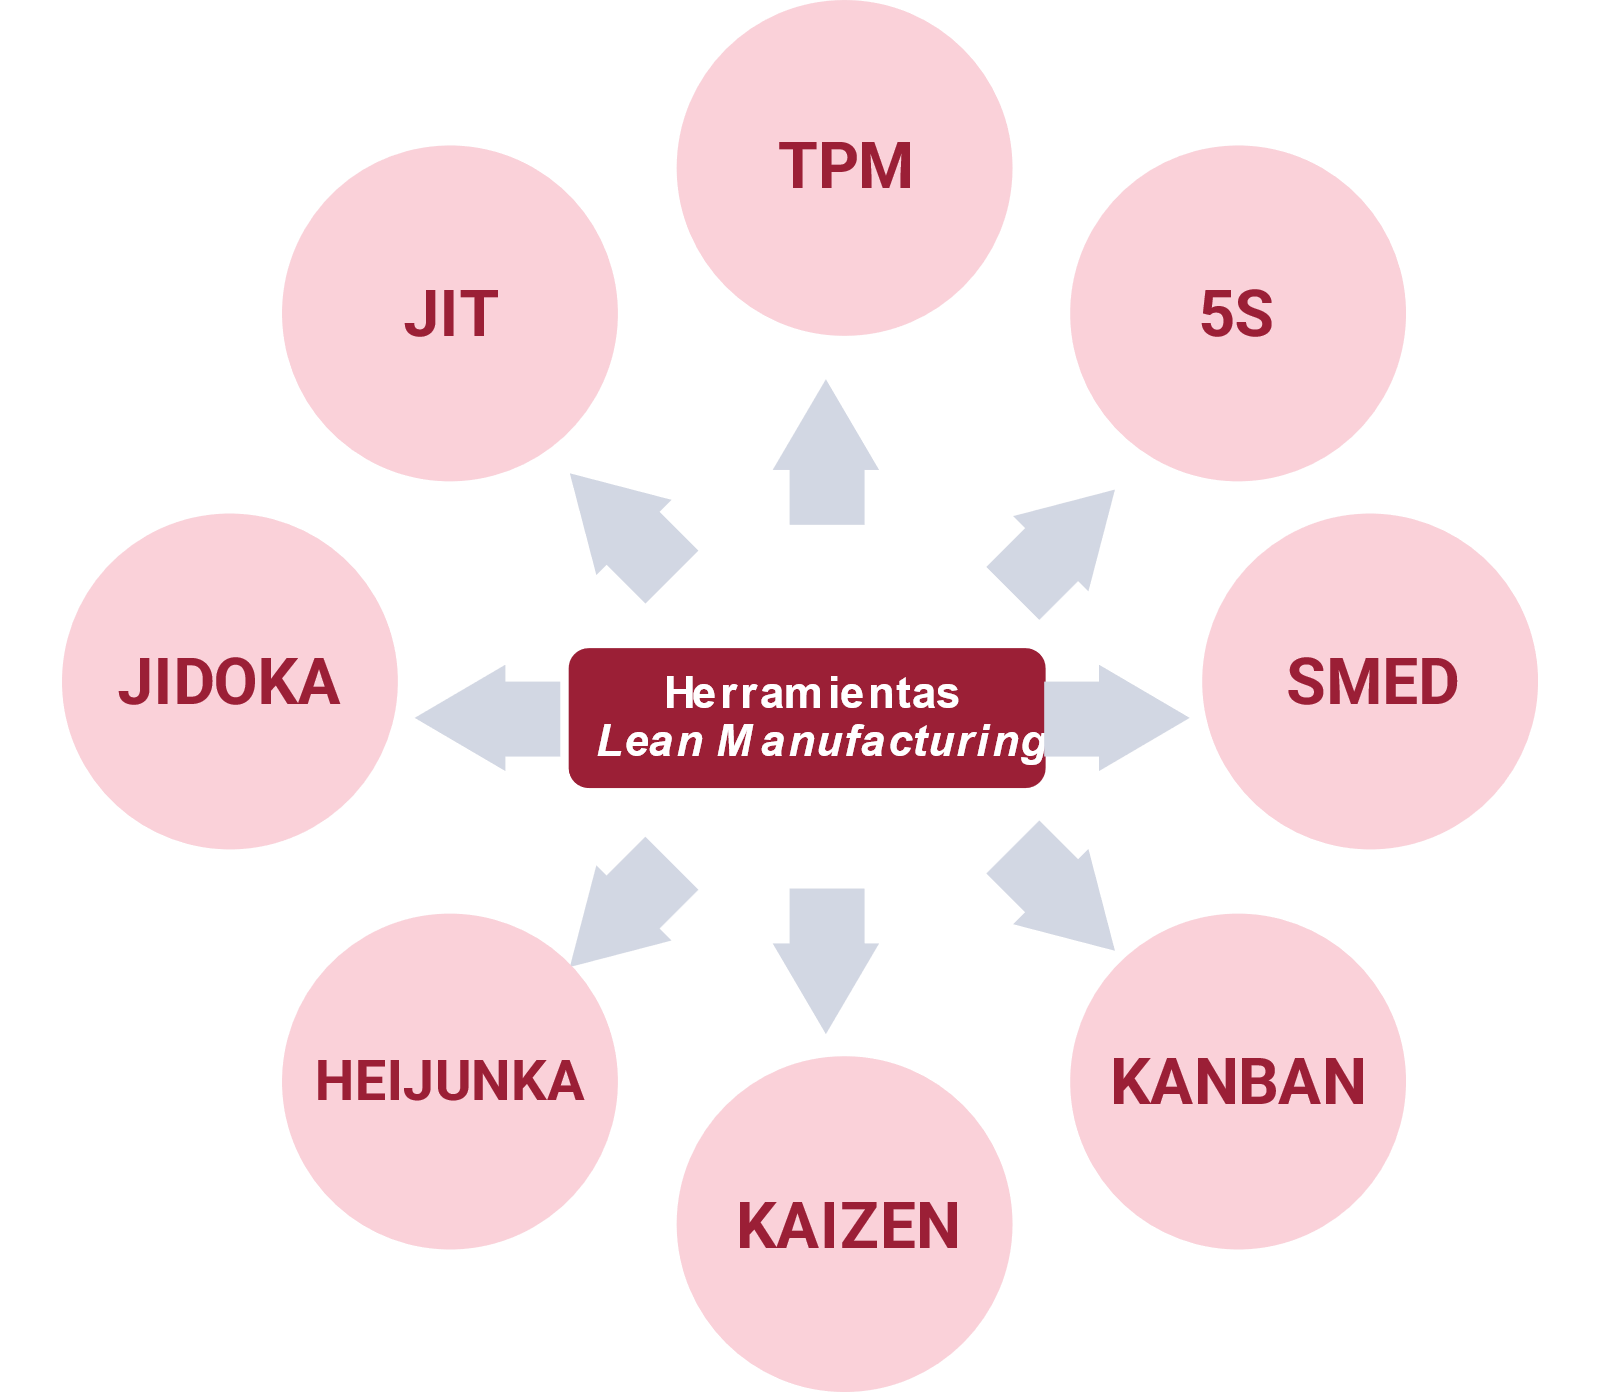 TPM
JIT
5S
JIDOKA
Herramientas
Lean Manufacturing
SMED
HEIJUNKA
KANBAN
KAIZEN